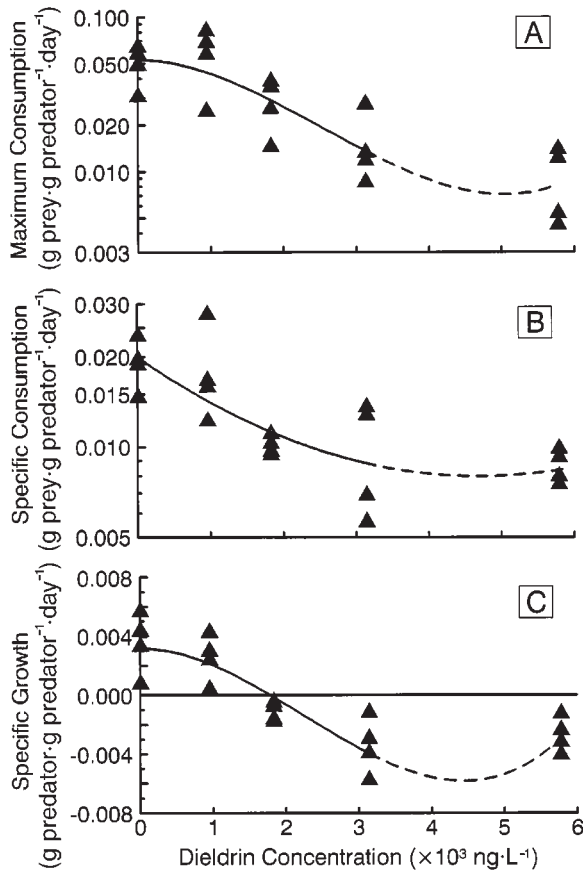 A
Maximum Consumption
(g prey·g predator⁻¹·day⁻¹)
0.100
0.050
0.020
0.010
0.003
B
Specific Consumption
(g prey·g predator⁻¹·day⁻¹)
0.030
0.020
0.015
0.010
0.005
C
Specific Growth
(g predator·g predator⁻¹·day⁻¹)
0.008
0.004
0.000
-0.004
-0.008
0 1 2 3 4 5 6
Dieldrin Concentration (×10³ ng·L⁻¹)